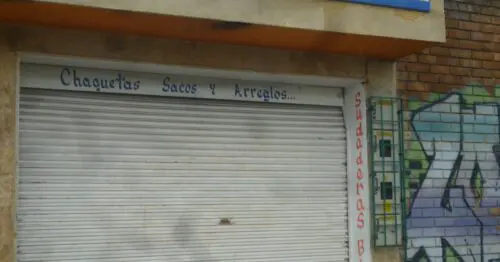 Chaquetas Sacos y Arreglos...
Sudaderas